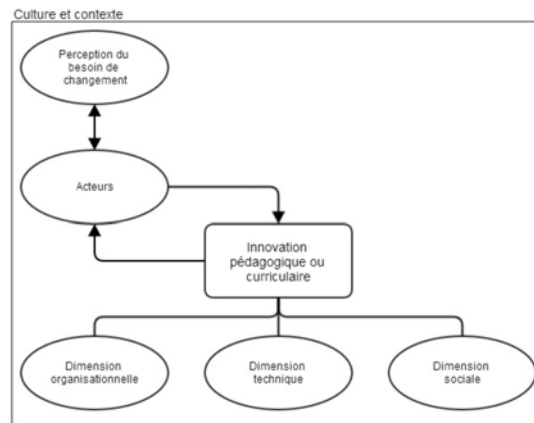 Culture et contexte
Perception du
besoin de
changement
Acteurs
Innovation
pédagogique ou
curriculaire
Dimension
organisationnelle
Dimension
technique
Dimension
sociale